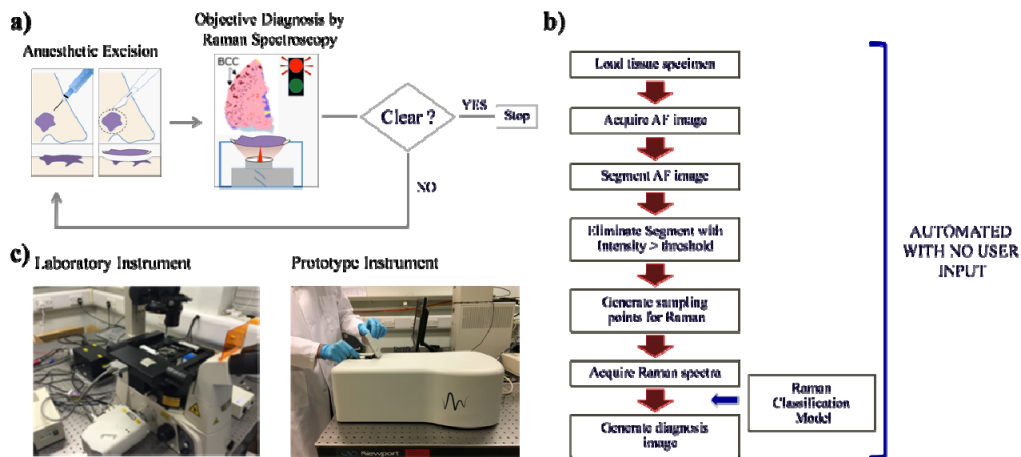 a)
Objective Diagnosis by
Raman Spectroscopy
Anaesthetic Excision
BCC
Clear ?
YES
Stop
NO
c)
Laboratory Instrument
Prototype Instrument
Newport
b)
Load tissue specimen
Acquire AF image
Segment AF image
Eliminate Segment with
Intensity > threshold
Generate sampling
points for Raman
Acquire Raman spectra
Raman
Classification
Model
Generate diagnosis
image
AUTOMATED
WITH NO USER
INPUT